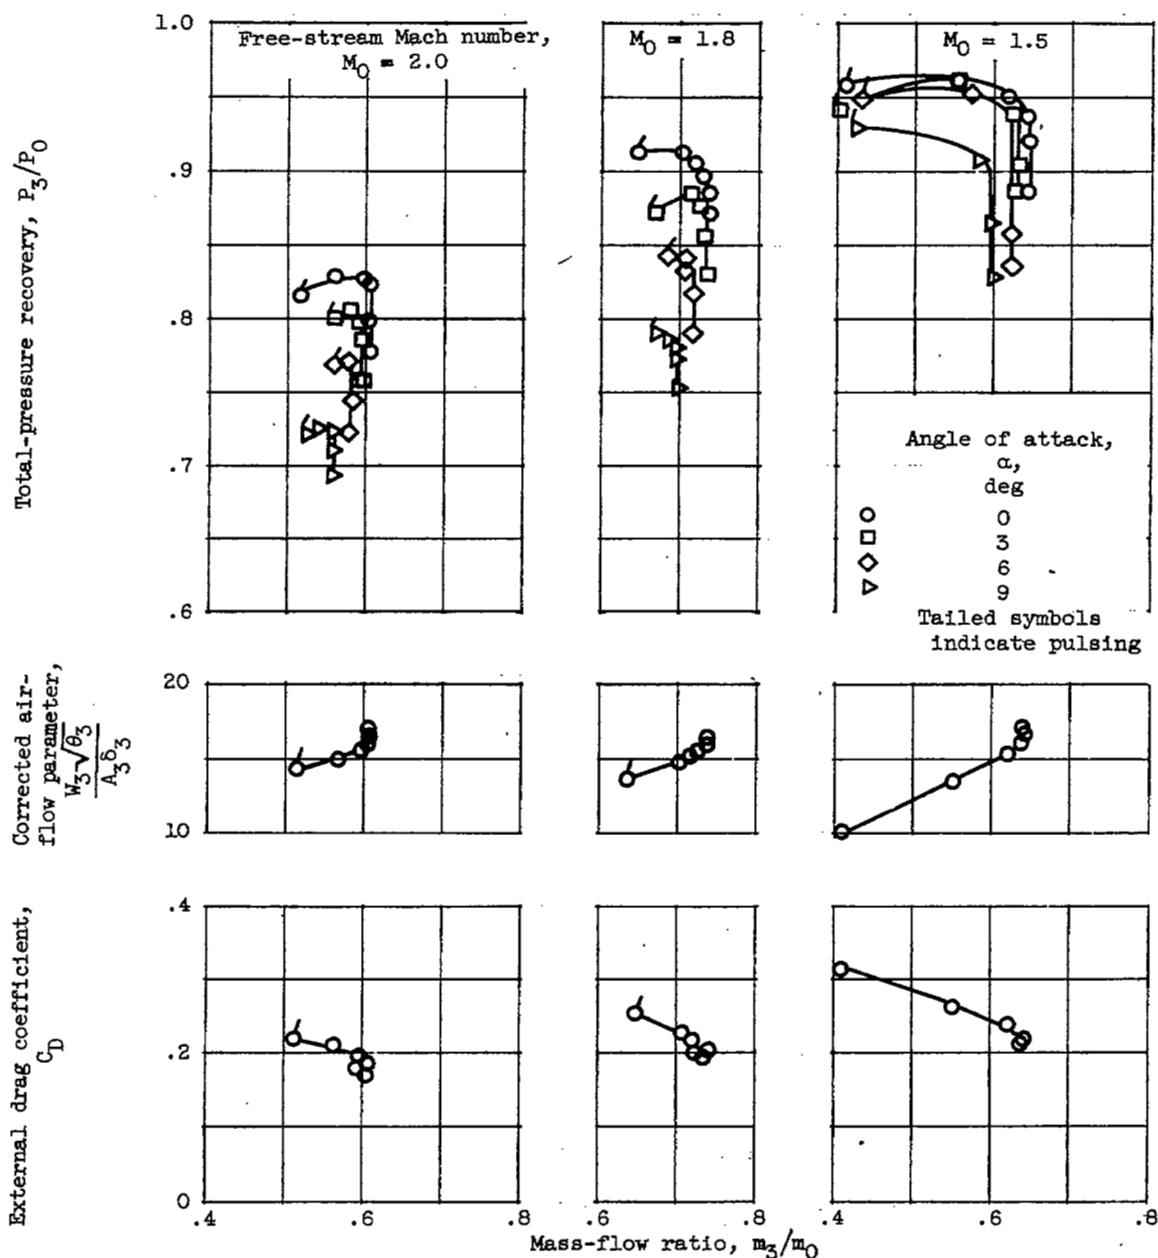 Free-stream Mach number,
M0 = 2.0
M0 = 1.8
M0 = 1.5
Total-pressure recovery, P3/P0
1.0
.9
.8
.7
.6
Angle of attack,
α,
deg
0
3
6
9
Tailed symbols
indicate pulsing
Corrected air-
flow parameter,
W3√θ3
A3δ3
20
10
External drag coefficient,
CD
.4
.2
0
.4
.6
.8
.6
.8
.4
.6
.8
Mass-flow ratio, m3/m0